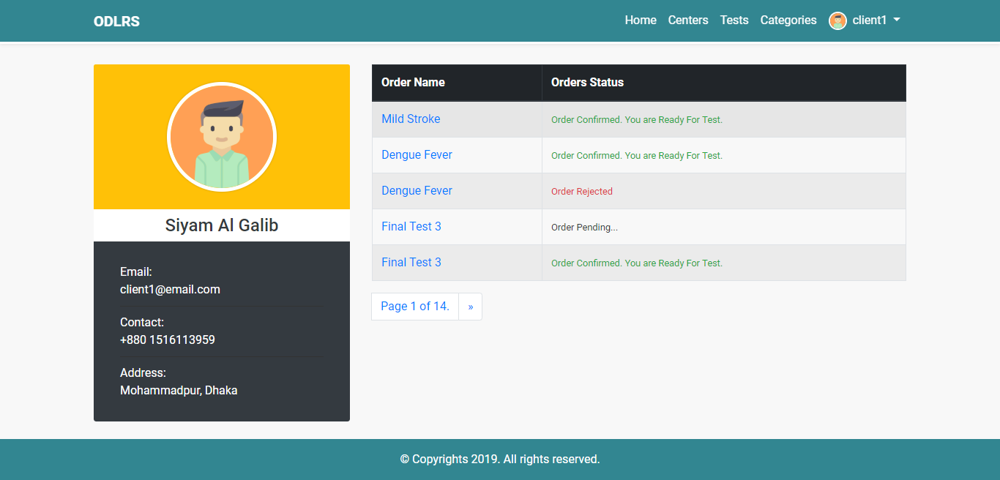 ODLRS
Home Centers Tests Categories client1
Siyam Al Galib
Email:
client1@email.com
Contact:
+880 1516113959
Address:
Mohammadpur, Dhaka
Order Name Orders Status
Mild Stroke Order Confirmed. You are Ready For Test.
Dengue Fever Order Confirmed. You are Ready For Test.
Dengue Fever Order Rejected
Final Test 3 Order Pending...
Final Test 3 Order Confirmed. You are Ready For Test.
Page 1 of 14. »
© Copyrights 2019. All rights reserved.